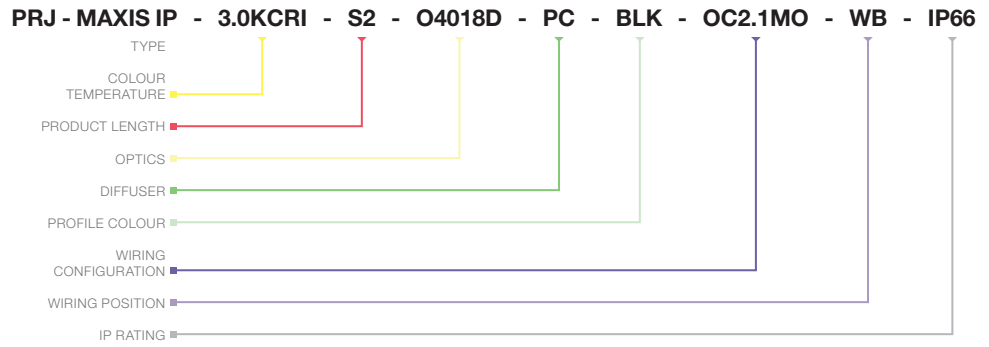 PRJ - MAXIS IP - 3.0KCRI - S2 - O4018D - PC - BLK - OC2.1MO - WB - IP66
TYPE
COLOUR
TEMPERATURE
PRODUCT LENGTH
OPTICS
DIFFUSER
PROFILE COLOUR
WIRING
CONFIGURATION
WIRING POSITION
IP RATING